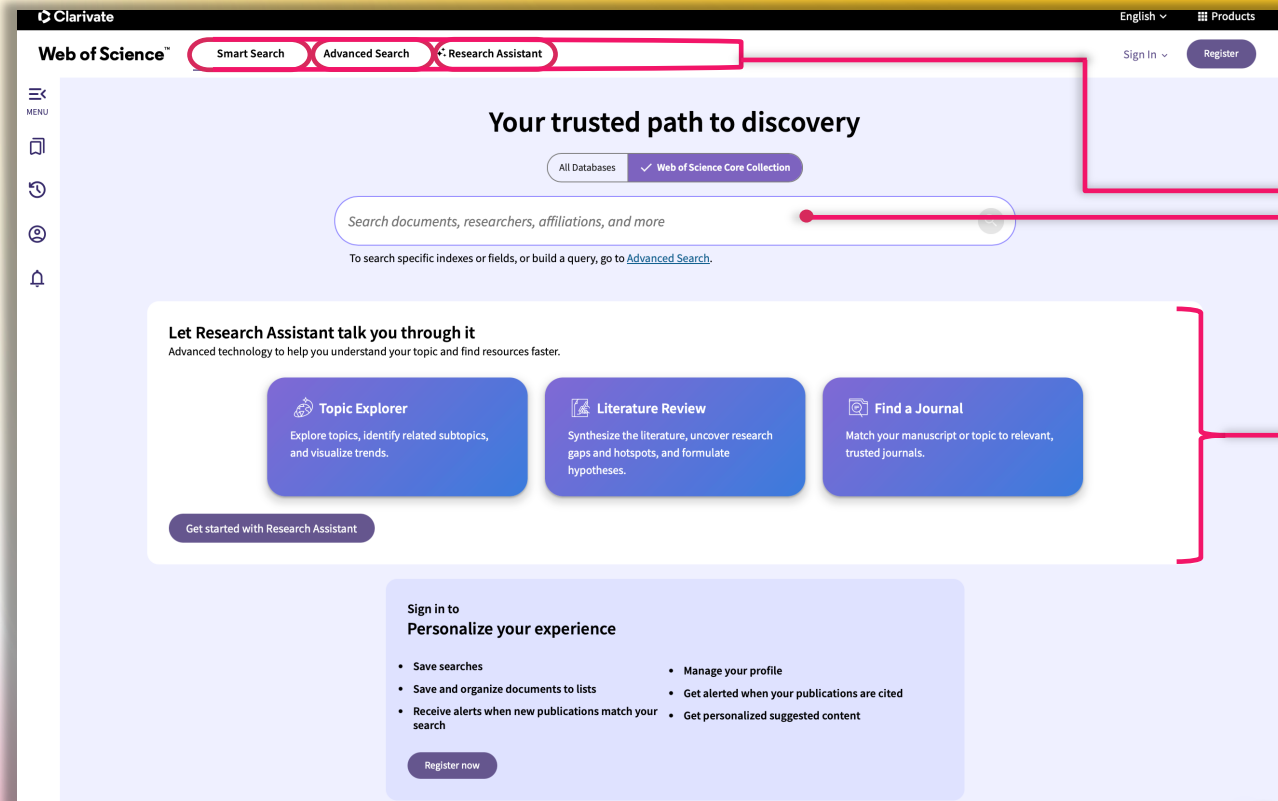 Clarivate
English
Products
Web of Science™
Smart Search
Advanced Search
Research Assistant
Sign In
Register
MENU
Your trusted path to discovery
All Databases
Web of Science Core Collection
Search documents, researchers, affiliations, and more
To search specific indexes or fields, or build a query, go to Advanced Search.
Let Research Assistant talk you through it
Advanced technology to help you understand your topic and find resources faster.
Topic Explorer
Explore topics, identify related subtopics,
and visualize trends.
Literature Review
Synthesize the literature, uncover research
gaps and hotspots, and formulate
hypotheses.
Find a Journal
Match your manuscript or topic to relevant,
trusted journals.
Get started with Research Assistant
Sign in to
Personalize your experience
• Save searches
• Save and organize documents to lists
• Receive alerts when new publications match your
search
• Manage your profile
• Get alerted when your publications are cited
• Get personalized suggested content
Register now